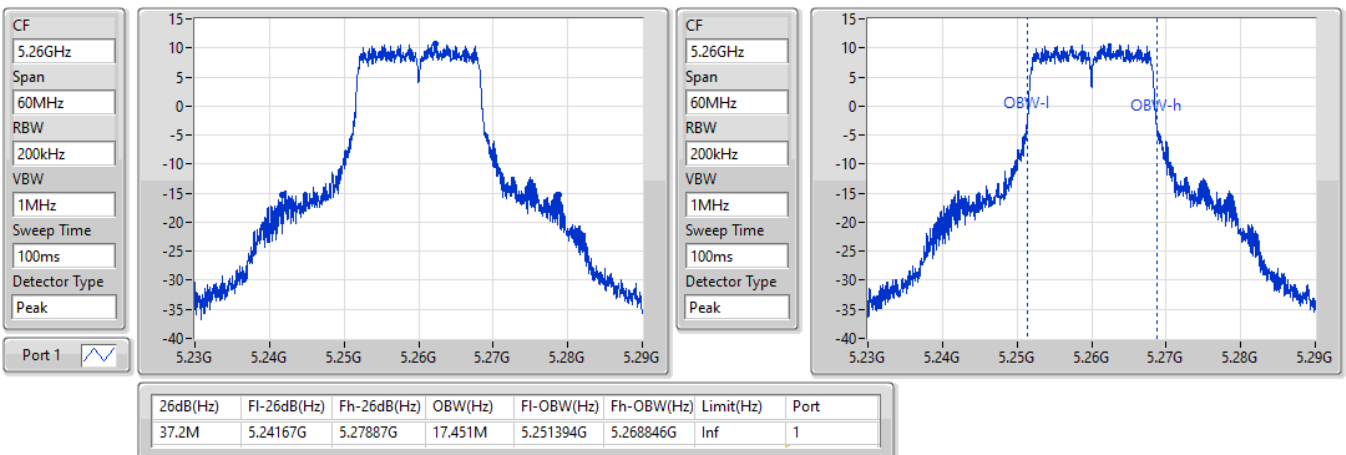 CF
5.26GHz
Span
60MHz
RBW
200kHz
VBW
1MHz
Sweep Time
100ms
Detector Type
Peak
Port 1
15
10
5
0
-5
-10
-15
-20
-25
-30
-35
-40
5.23G 5.24G 5.25G 5.26G 5.27G 5.28G 5.29G
CF
5.26GHz
Span
60MHz
RBW
200kHz
VBW
1MHz
Sweep Time
100ms
Detector Type
Peak
15
10
5
0
-5
-10
-15
-20
-25
-30
-35
-40
OBW-l OBW-h
5.23G 5.24G 5.25G 5.26G 5.27G 5.28G 5.29G
26dB(Hz) Fl-26dB(Hz) Fh-26dB(Hz) OBW(Hz) Fl-OBW(Hz) Fh-OBW(Hz) Limit(Hz) Port
37.2M 5.24167G 5.27887G 17.451M 5.251394G 5.268846G Inf 1